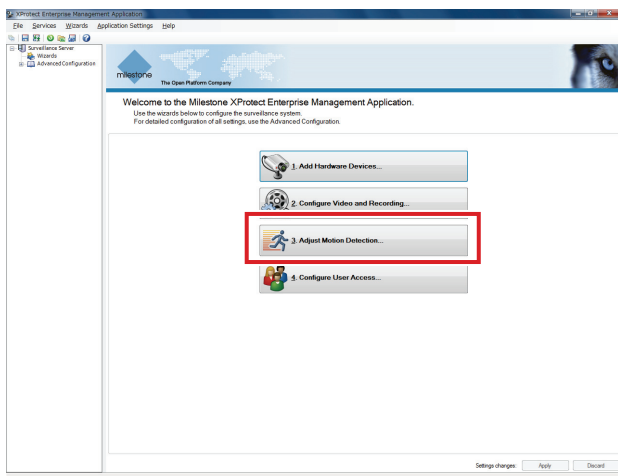 XProtect Enterprise Management Application
File Services Wizards Application Settings Help
Surveillance Server
Wizards
Advanced Configuration
milestone
The Open Platform Company
Welcome to the Milestone XProtect Enterprise Management Application.
Use the wizards below to configure the surveillance system.
For detailed configuration of all settings, use the Advanced Configuration.
1. Add Hardware Devices...
2. Configure Video and Recording...
3. Adjust Motion Detection...
4. Configure User Access...
Settings changes: Apply Discard